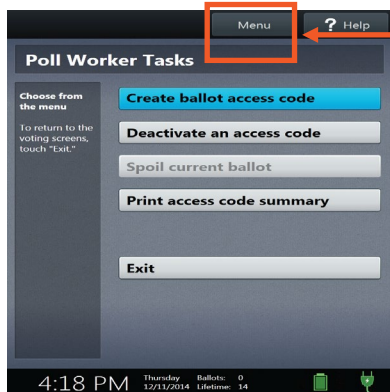 Menu
? Help
Poll Worker Tasks
Choose from
the menu
To return to the
voting screens,
touch "Exit."
Create ballot access code
Deactivate an access code
Spoil current ballot
Print access code summary
Exit
4:18 PM
Thursday Ballots: 0
12/11/2014 Lifetime: 14